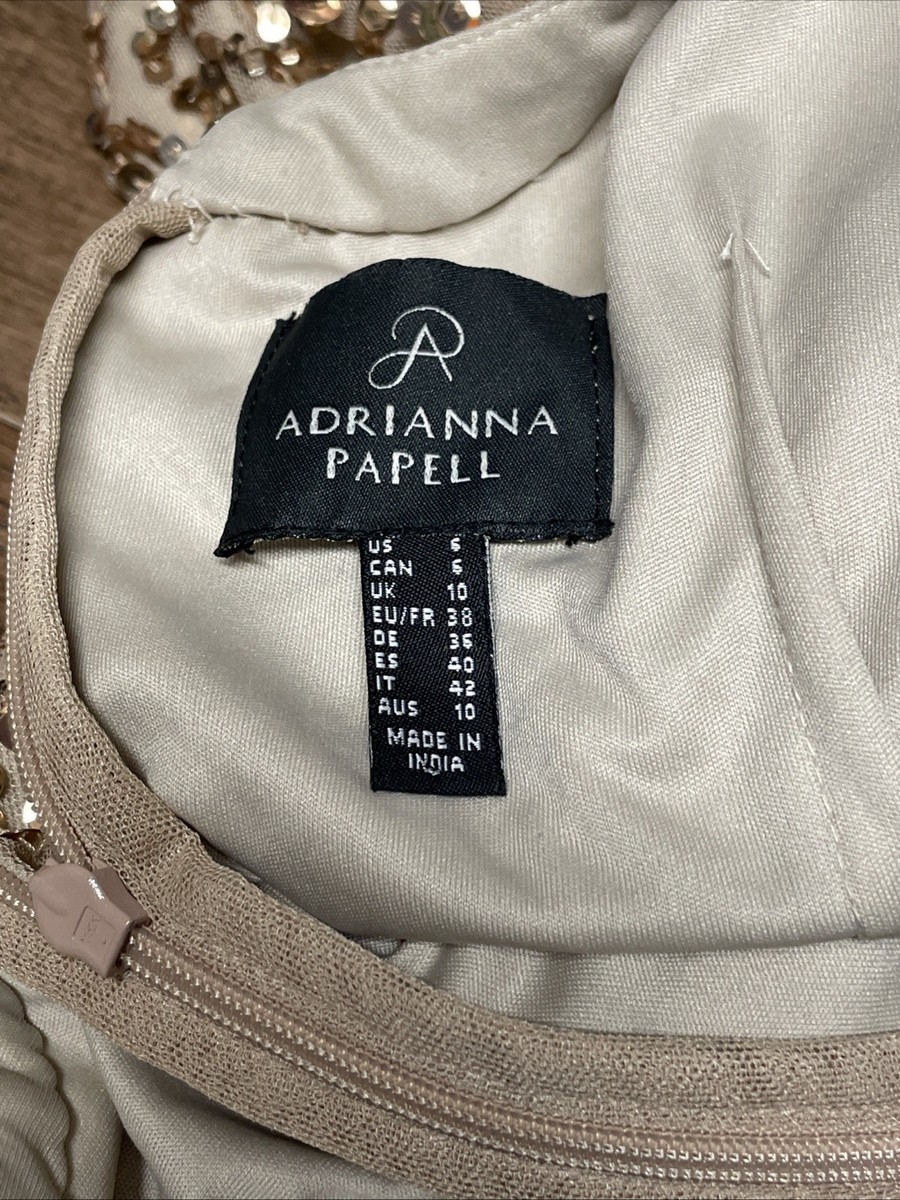 ADRIANNA
PAPELL
US 6
CAN 6
UK 10
EU/FR 38
DE 36
ES 40
IT 42
AUS 10
MADE IN
INDIA